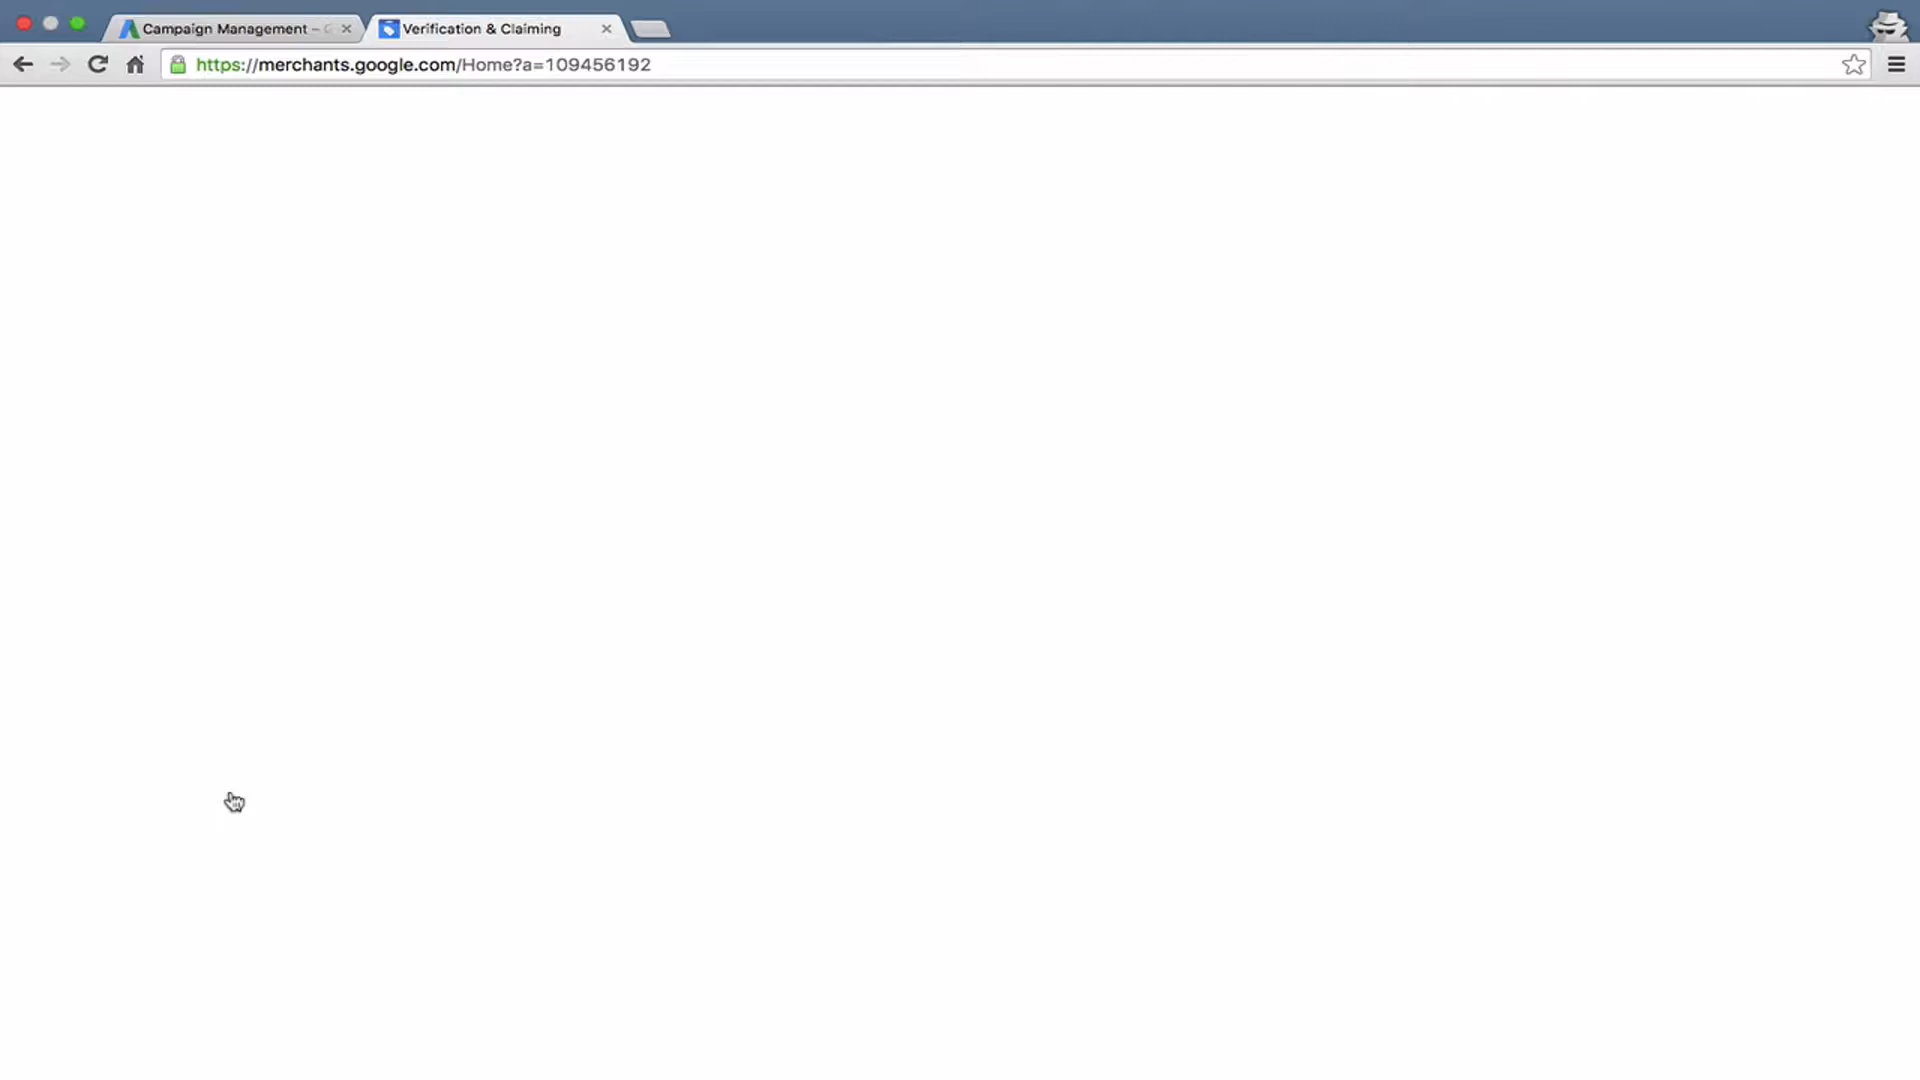 Campaign Management –
Verification & Claiming
https://merchants.google.com/Home?a=109456192